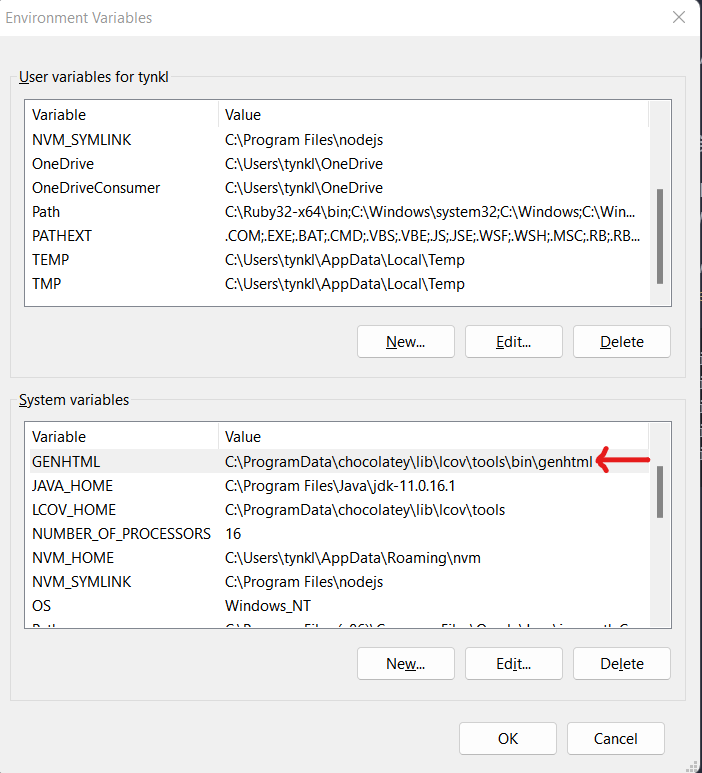 Environment Variables
User variables for tynkl
Variable Value
NVM_SYMLINK C:\Program Files\nodejs
OneDrive C:\Users\tynkl\OneDrive
OneDriveConsumer C:\Users\tynkl\OneDrive
Path C:\Ruby32-x64\bin;C:\Windows\system32;C:\Windows;C:\Win...
PATHEXT .COM;.EXE;.BAT;.CMD;.VBS;.VBE;.JS;.JSE;.WSF;.WSH;.MSC;.RB;.RB...
TEMP C:\Users\tynkl\AppData\Local\Temp
TMP C:\Users\tynkl\AppData\Local\Temp
New... Edit... Delete
System variables
Variable Value
GENHTML C:\ProgramData\chocolatey\lib\lcov\tools\bin\genhtml
JAVA_HOME C:\Program Files\Java\jdk-11.0.16.1
LCOV_HOME C:\ProgramData\chocolatey\lib\lcov\tools
NUMBER_OF_PROCESSORS 16
NVM_HOME C:\Users\tynkl\AppData\Roaming\nvm
NVM_SYMLINK C:\Program Files\nodejs
OS Windows_NT
New... Edit... Delete
OK Cancel